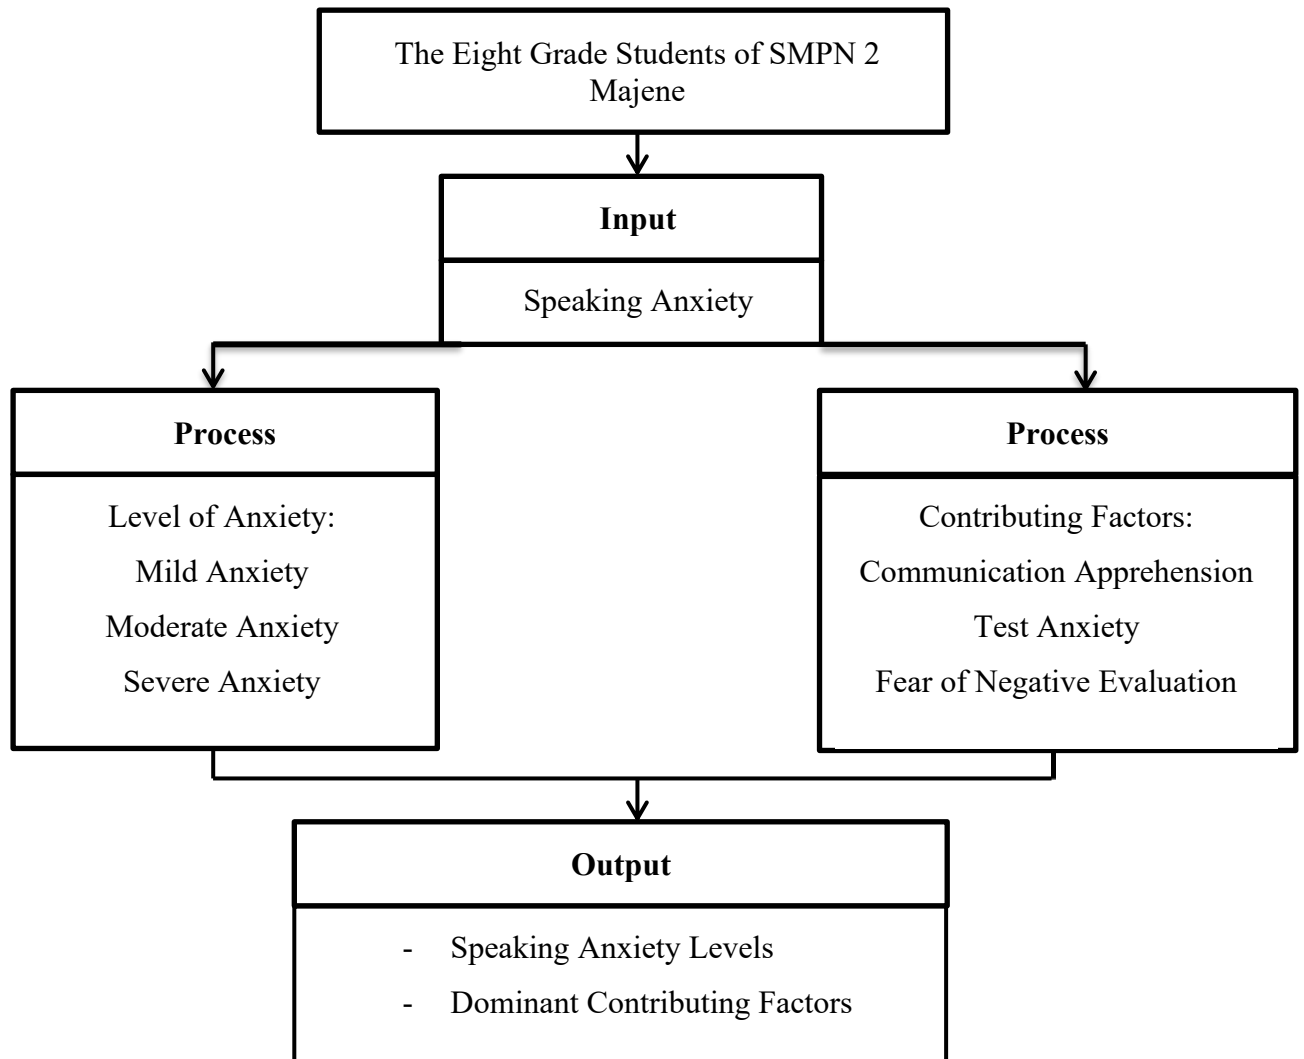 The Eight Grade Students of SMPN 2
Majene
Input
Speaking Anxiety
Process
Level of Anxiety:
Mild Anxiety
Moderate Anxiety
Severe Anxiety
Process
Contributing Factors:
Communication Apprehension
Test Anxiety
Fear of Negative Evaluation
Output
- Speaking Anxiety Levels
- Dominant Contributing Factors